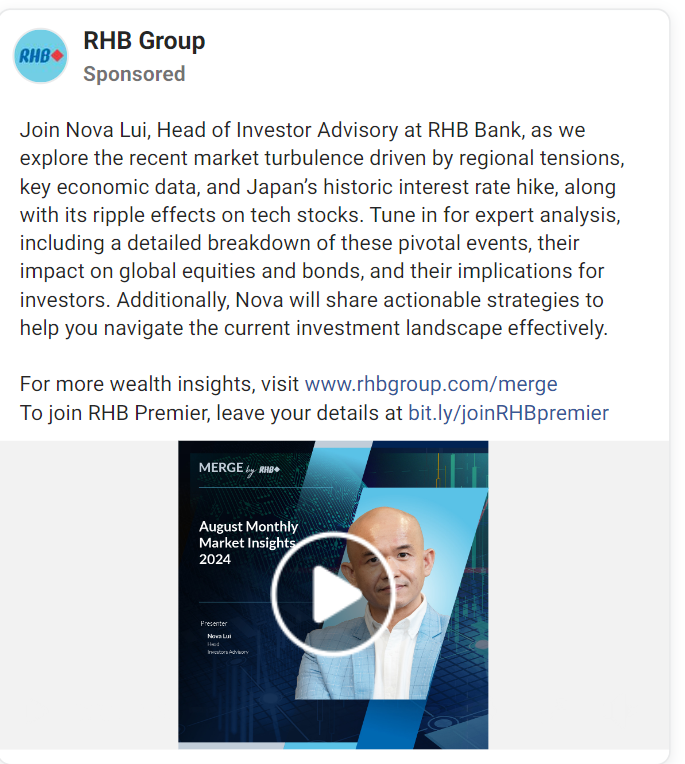 RHB
RHB Group
Sponsored
Join Nova Lui, Head of Investor Advisory at RHB Bank, as we
explore the recent market turbulence driven by regional tensions,
key economic data, and Japan’s historic interest rate hike, along
with its ripple effects on tech stocks. Tune in for expert analysis,
including a detailed breakdown of these pivotal events, their
impact on global equities and bonds, and their implications for
investors. Additionally, Nova will share actionable strategies to
help you navigate the current investment landscape effectively.
For more wealth insights, visit www.rhbgroup.com/merge
To join RHB Premier, leave your details at bit.ly/joinRHBpremier
MERGE by RHB
August Monthly
Market Insights
2024
Presenter
Nova Lui
Head
Investors Advisory